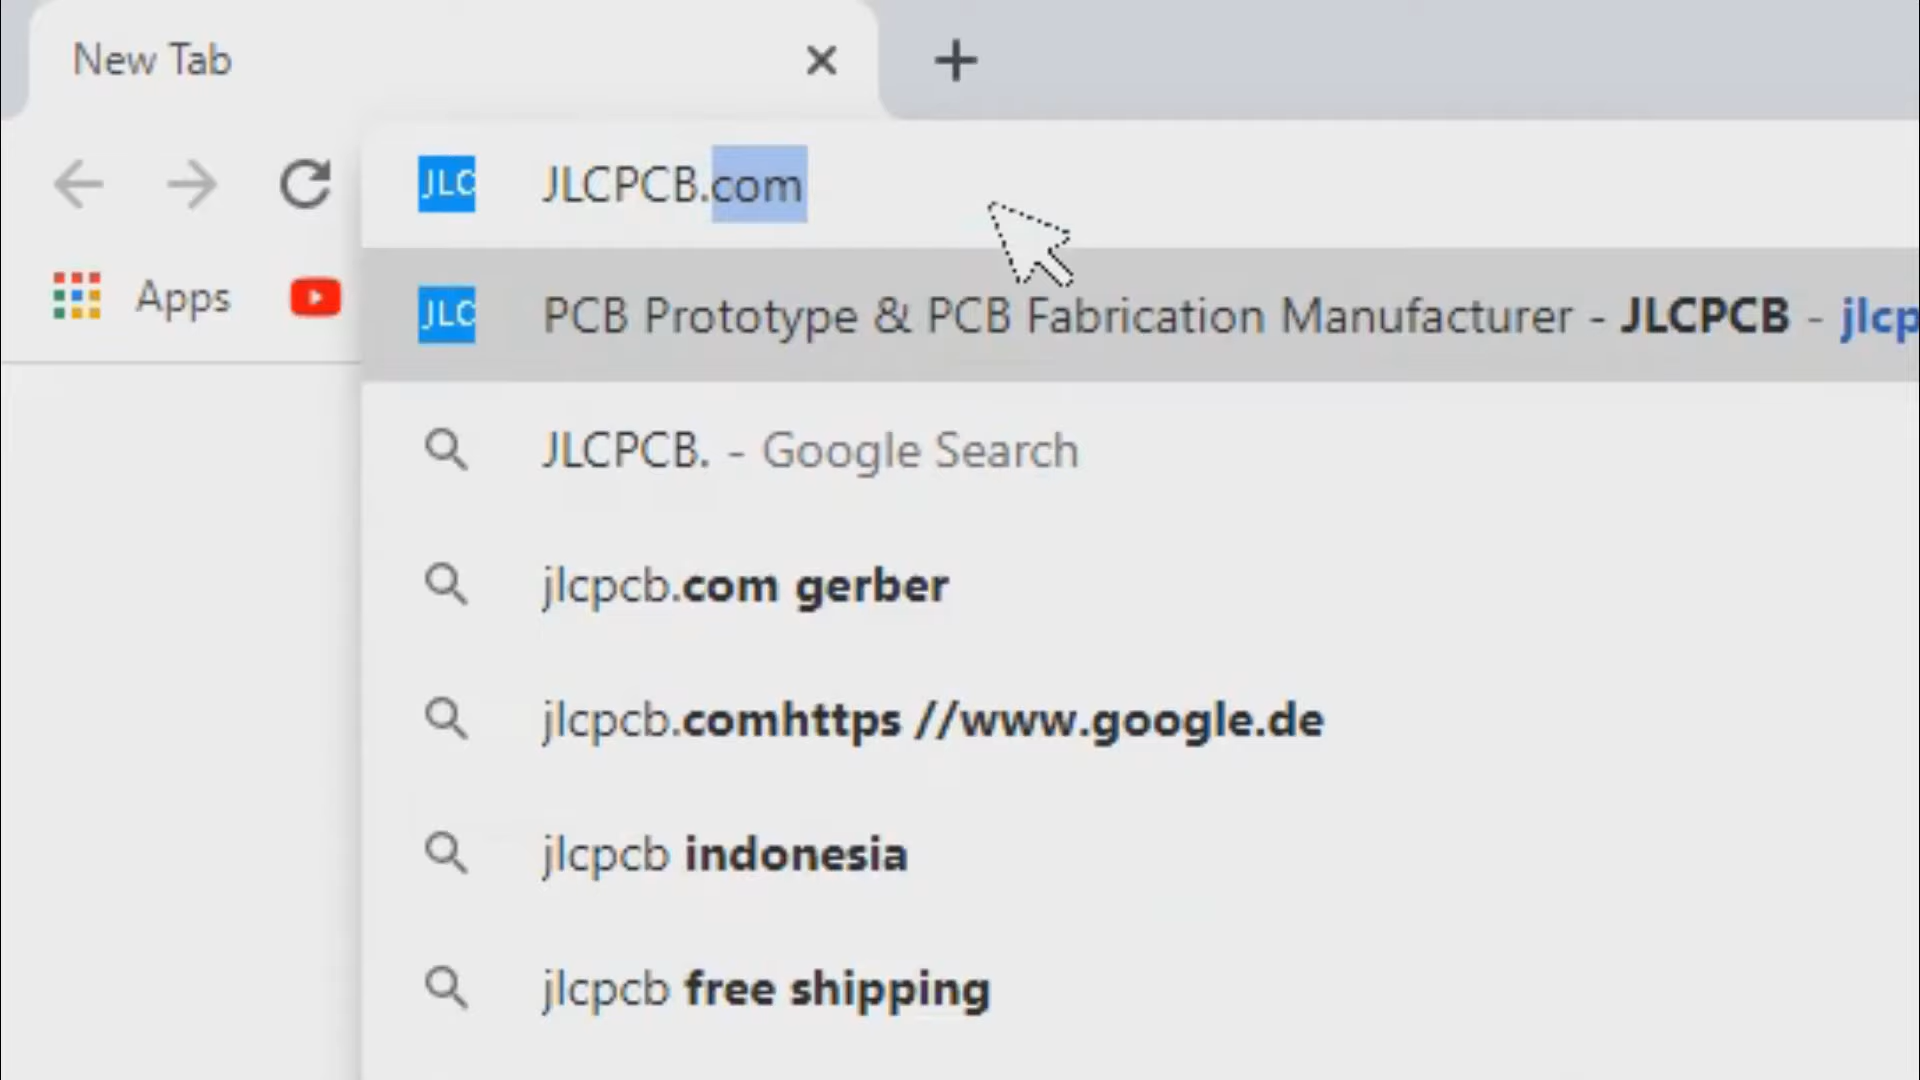 New Tab
JLC JLCPCB.com
Apps
JLC PCB Prototype & PCB Fabrication Manufacturer - JLCPCB - jlcp
JLCPCB. - Google Search
jlcpcb.com gerber
jlcpcb.comhttps //www.google.de
jlcpcb indonesia
jlcpcb free shipping